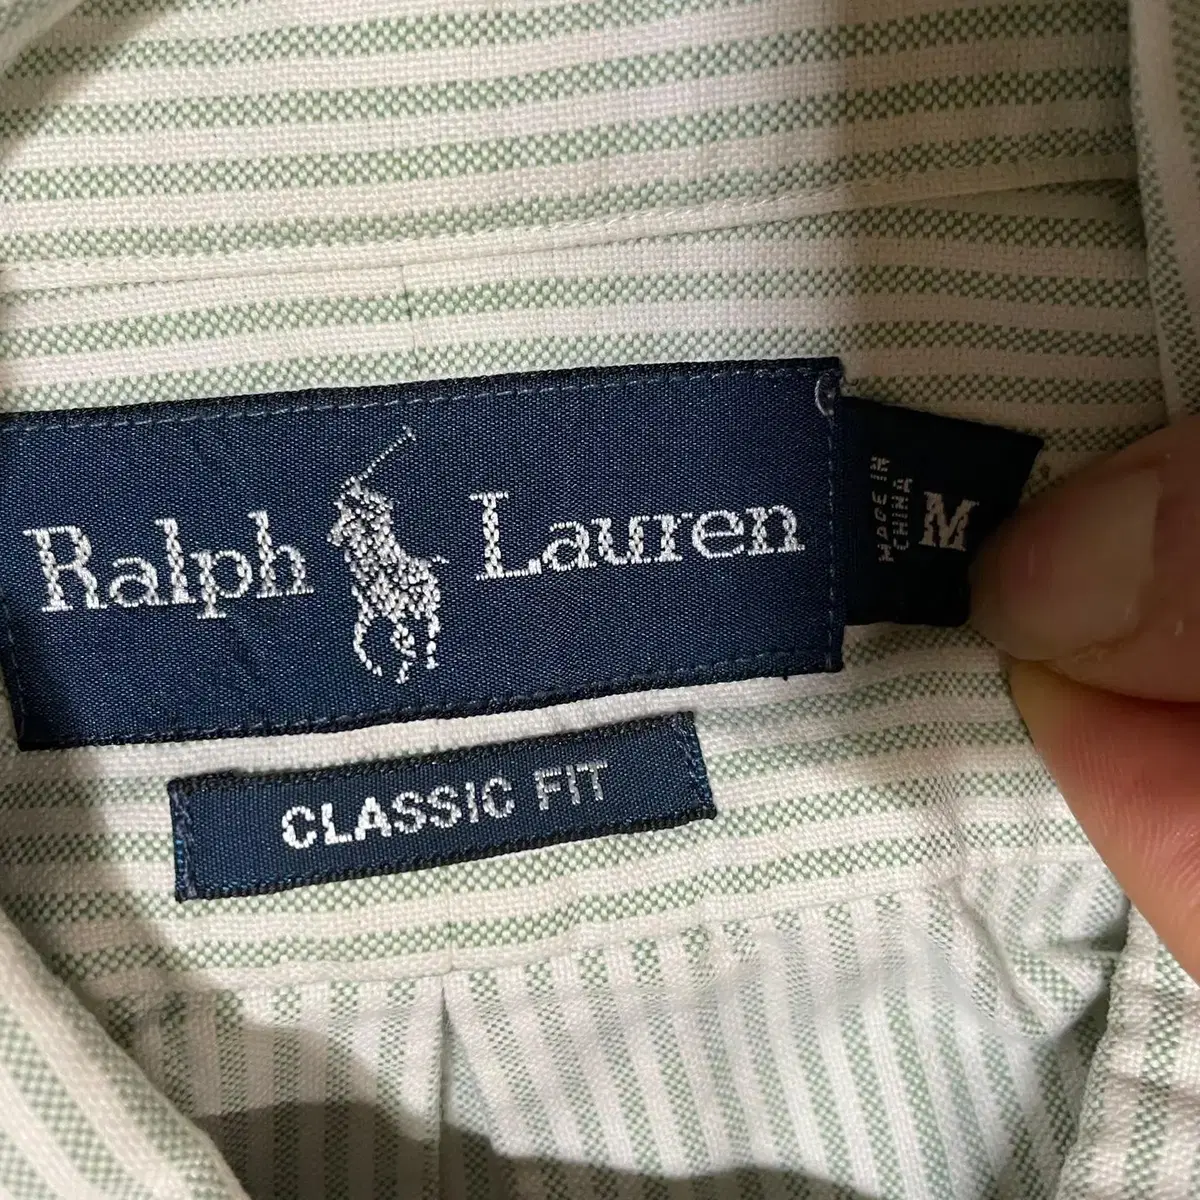 Ralph Lauren
MADE IN
CHINA
M
CLASSIC FIT